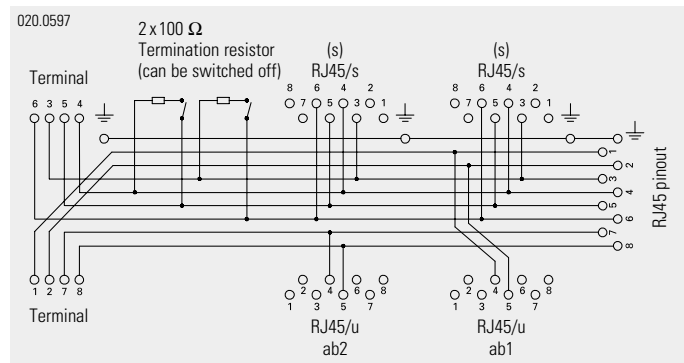 020.0597
2 x 100 Ω
Termination resistor
(can be switched off)
(s)
RJ45/s
(s)
RJ45/s
Terminal
6 3 5 4
8 6 4 2
7 5 3 1
8 6 4 2
7 5 3 1
1
2
3
4
5
6
7
8
RJ45 pinout
1 2 7 8
Terminal
2 4 6 8
1 3 5 7
RJ45/u
ab2
2 4 6 8
1 3 5 7
RJ45/u
ab1